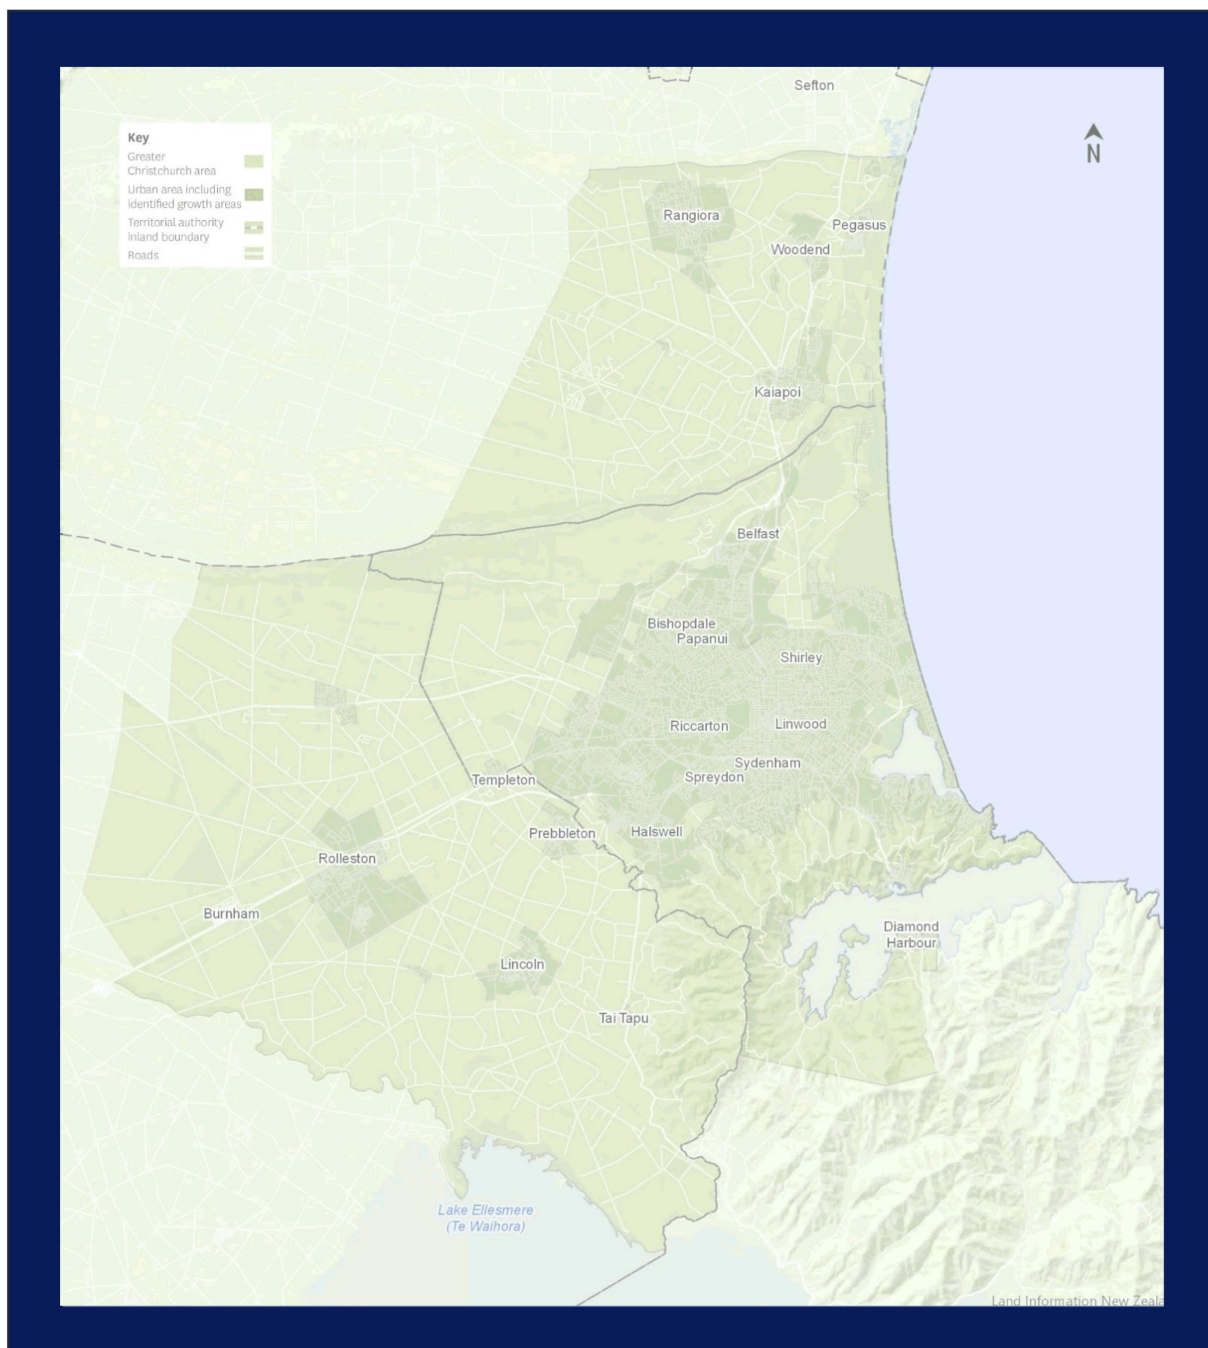 Sefton
Key
Greater
Christchurch area
Urban area including
identified growth areas
Territorial authority
inland boundary
Roads
N
Rangiora
Pegasus
Woodend
Kaiapoi
Belfast
Bishopdale
Papanui
Shirley
Riccarton
Linwood
Sydenham
Spreydon
Templeton
Prebbleton
Halswell
Rolleston
Burnham
Diamond
Harbour
Lincoln
Tai Tapu
Lake Ellesmere
(Te Waihora)
Land Information New Zeala